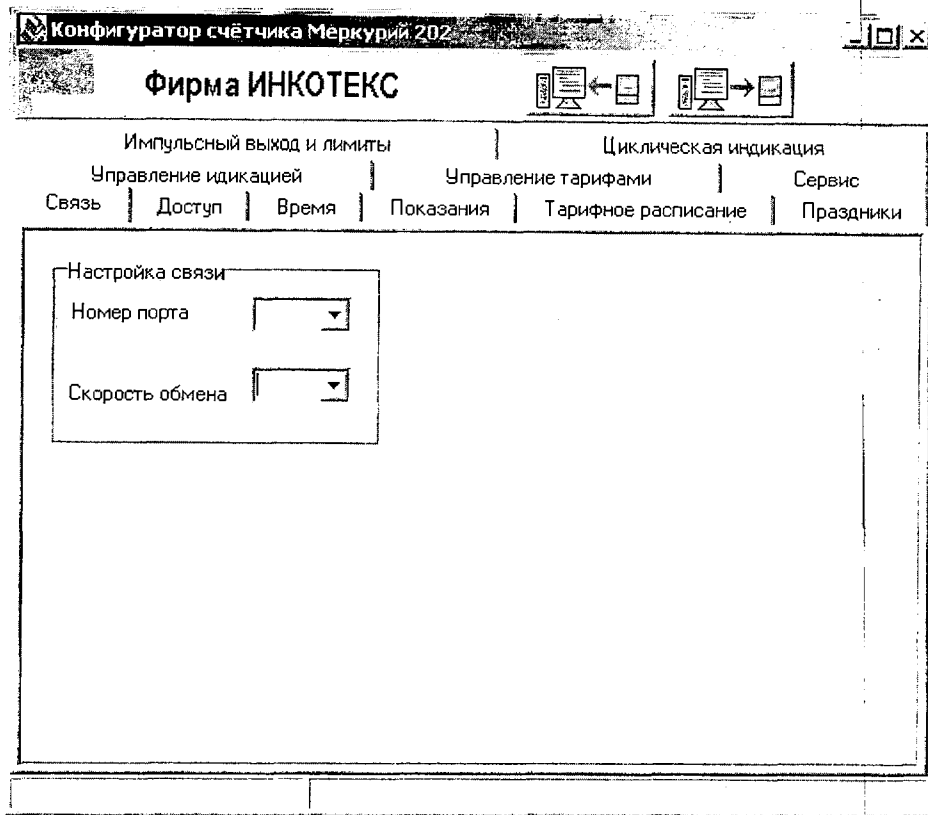 Конфигуратор счётчика Меркурий 202
Фирма ИНКОТЕКС
Импульсный выход и лимиты Циклическая индикация
Управление идикацией Управление тарифами Сервис
Связь Доступ Время Показания Тарифное расписание Праздники
Настройка связи
Номер порта
Скорость обмена